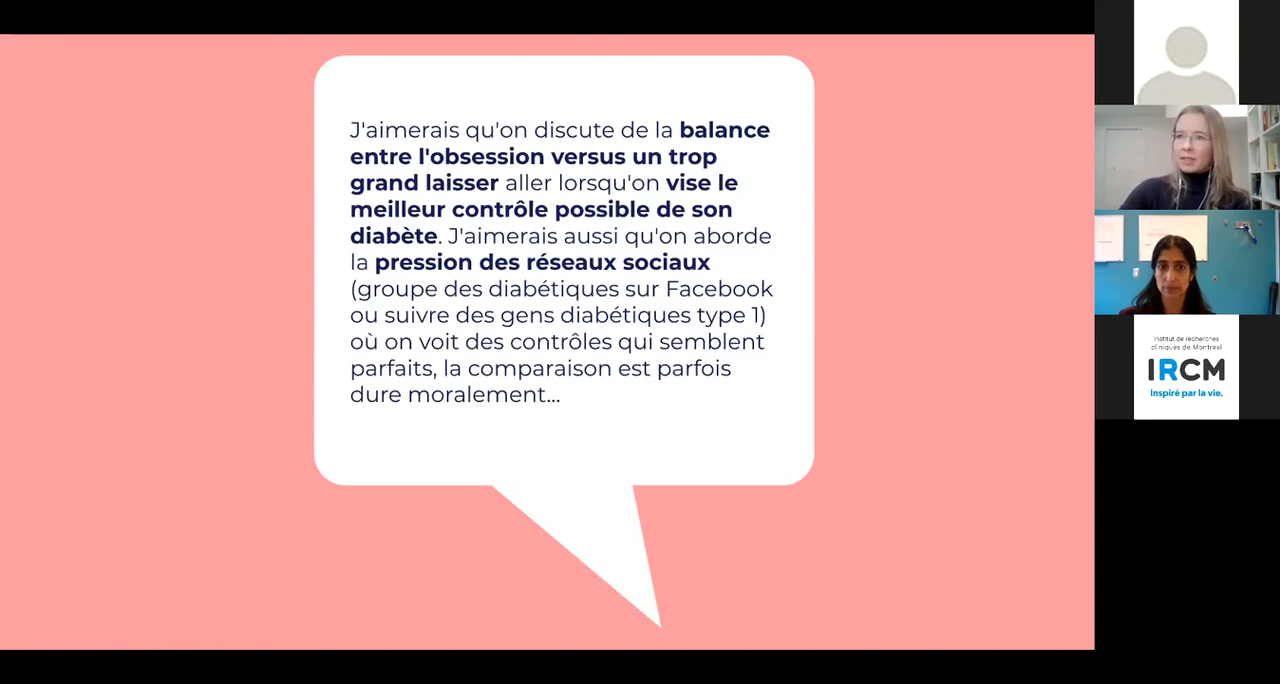 J'aimerais qu'on discute de la balance
entre l'obsession versus un trop
grand laisser aller lorsqu'on vise le
meilleur contrôle possible de son
diabète. J'aimerais aussi qu'on aborde
la pression des réseaux sociaux
(groupe des diabétiques sur Facebook
ou suivre des gens diabétiques type 1)
où on voit des contrôles qui semblent
parfaits, la comparaison est parfois
dure moralement...
Institut de recherches
cliniques de Montréal
IRCM
Inspiré par la vie.